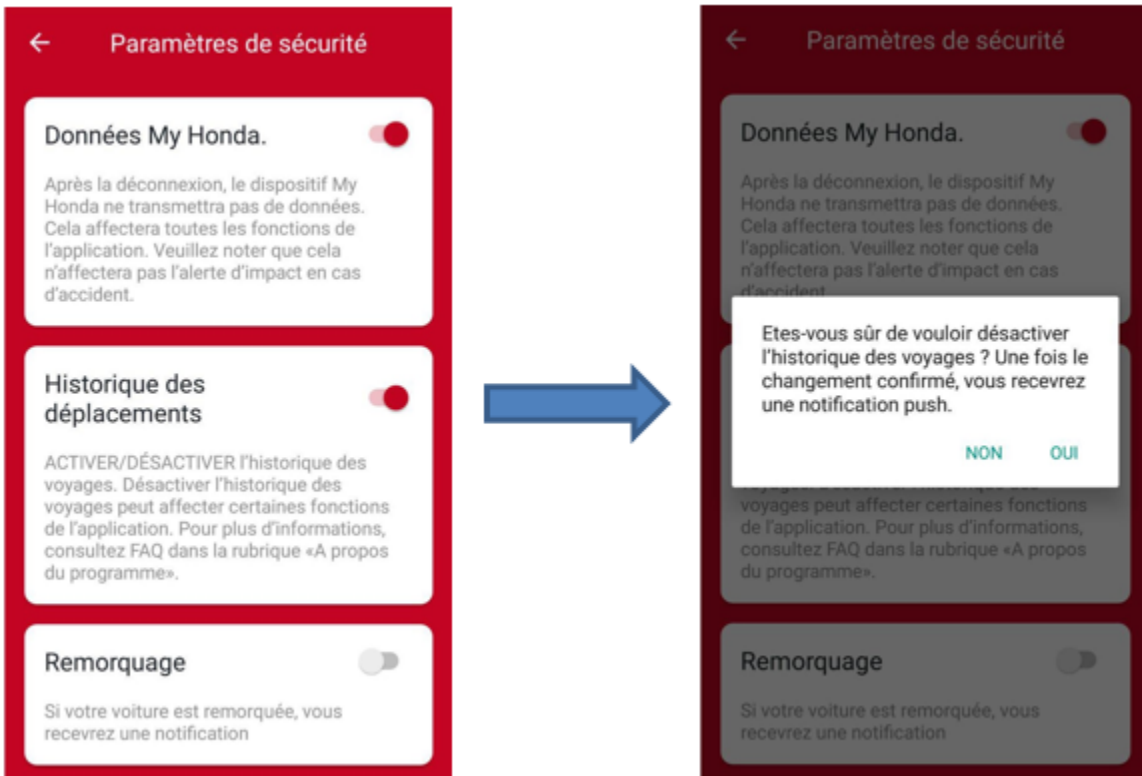 Paramètres de sécurité
Données My Honda.
Après la déconnexion, le dispositif My
Honda ne transmettra pas de données.
Cela affectera toutes les fonctions de
l'application. Veuillez noter que cela
n'affectera pas l'alerte d'impact en cas
d'accident.
Historique des
déplacements
ACTIVER/DÉSACTIVER l'historique des
voyages. Désactiver l'historique des
voyages peut affecter certaines fonctions
de l'application. Pour plus d'informations,
consultez FAQ dans la rubrique «A propos
du programme».
Remorquage
Si votre voiture est remorquée, vous
recevrez une notification
Paramètres de sécurité
Données My Honda.
Après la déconnexion, le dispositif My
Honda ne transmettra pas de données.
Cela affectera toutes les fonctions de
l'application. Veuillez noter que cela
n'affectera pas l'alerte d'impact en cas
d'accident.
Etes-vous sûr de vouloir désactiver
l'historique des voyages ? Une fois le
changement confirmé, vous recevrez
une notification push.
NON OUI
voyages peut affecter certaines fonctions
de l'application. Pour plus d'informations,
consultez FAQ dans la rubrique «A propos
du programme».
Remorquage
Si votre voiture est remorquée, vous
recevrez une notification